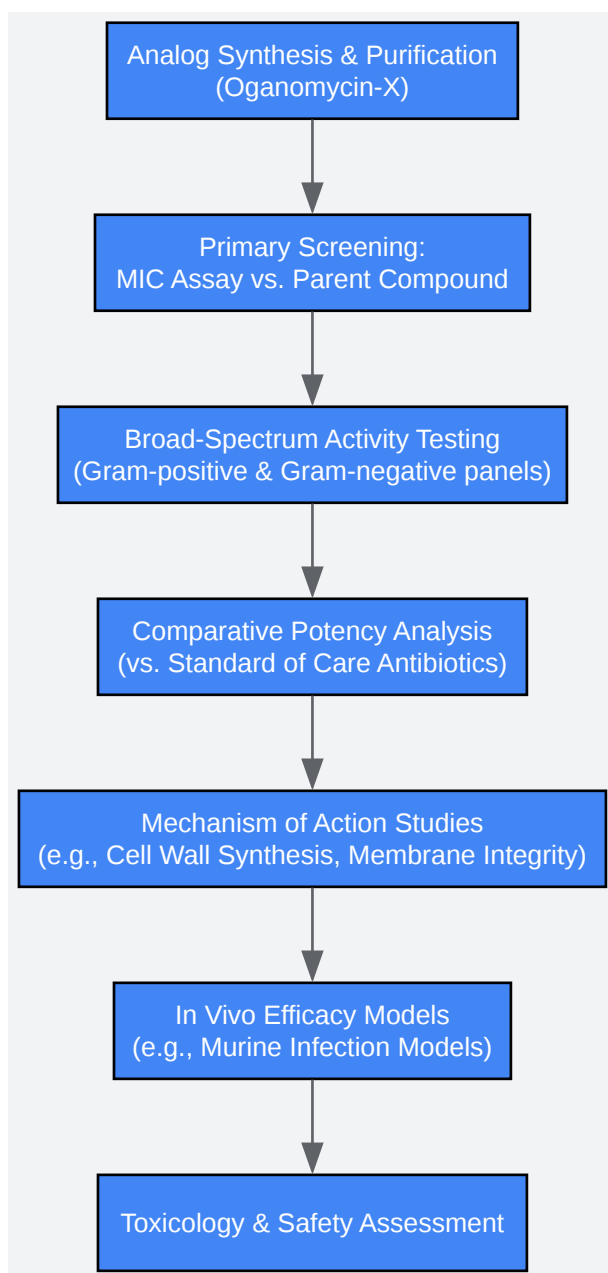 Analog Synthesis & Purification
(Oganomycin-X)
Primary Screening:
MIC Assay vs. Parent Compound
Broad-Spectrum Activity Testing
(Gram-positive & Gram-negative panels)
Comparative Potency Analysis
(vs. Standard of Care Antibiotics)
Mechanism of Action Studies
(e.g., Cell Wall Synthesis, Membrane Integrity)
In Vivo Efficacy Models
(e.g., Murine Infection Models)
Toxicology & Safety Assessment